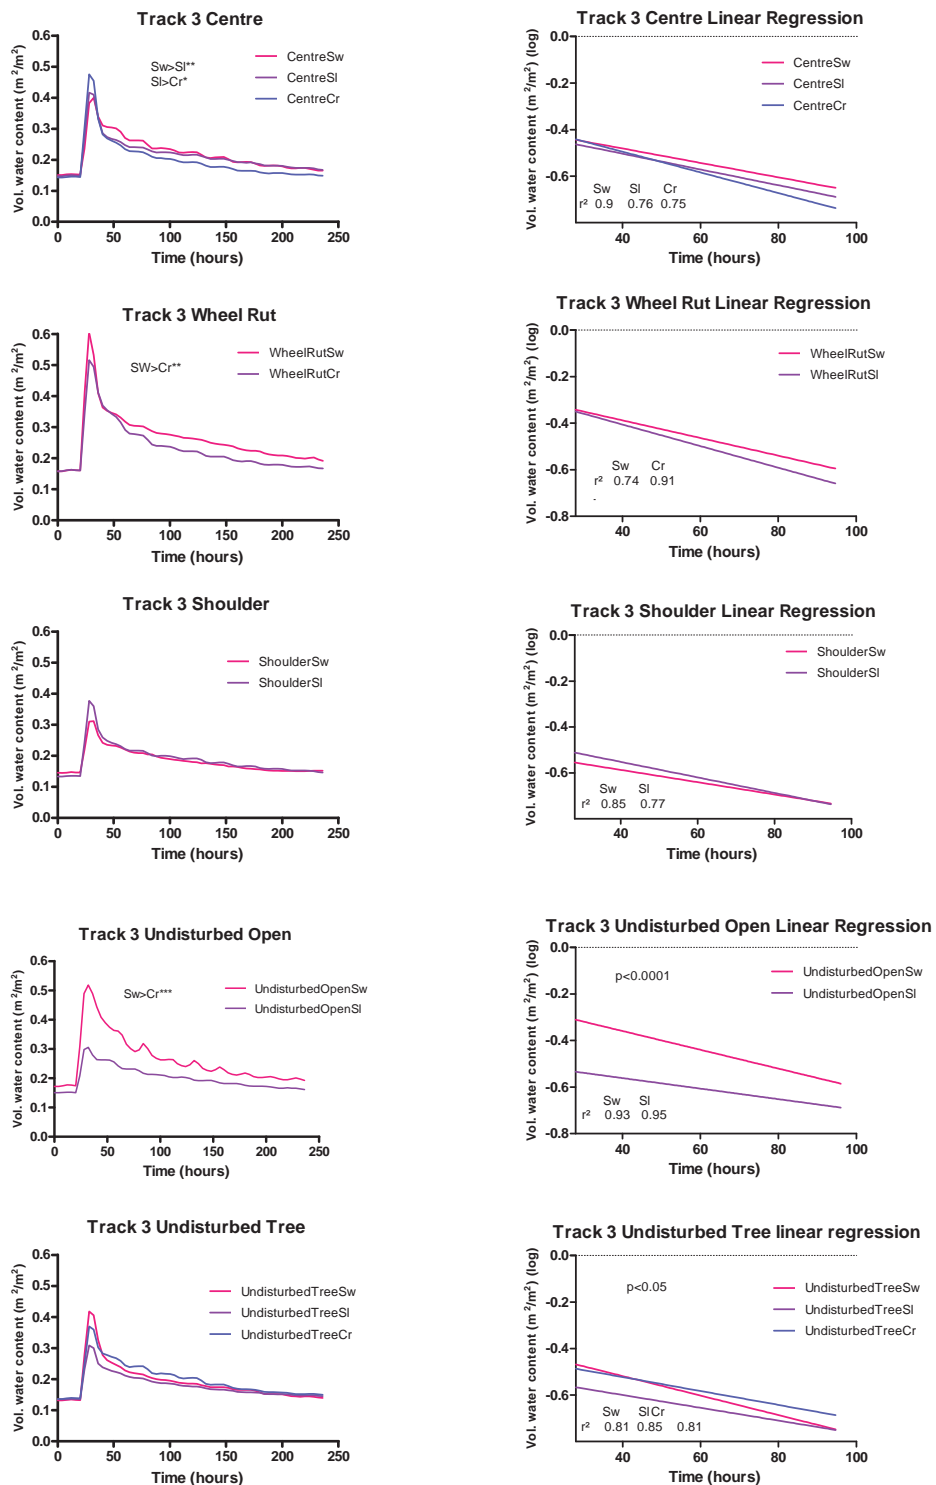 Track 3 Centre
Vol. water content (m²/m²)
0.6
0.5
0.4
0.3
0.2
0.1
0.0
Sw>Sl**
Sl>Cr*
CentreSw
CentreSl
CentreCr
0 50 100 150 200 250
Time (hours)
Track 3 Centre Linear Regression
Vol. water content (m²/m²) (log)
0.0
-0.2
-0.4
-0.6
CentreSw
CentreSl
CentreCr
Sw Sl Cr
r² 0.9 0.76 0.75
40 60 80 100
Time (hours)
Track 3 Wheel Rut
Vol. water content (m²/m²)
0.6
0.5
0.4
0.3
0.2
0.1
0.0
SW>Cr**
WheelRutSw
WheelRutCr
0 50 100 150 200 250
Time (hours)
Track 3 Wheel Rut Linear Regression
Vol. water content (m²/m²) (log)
0.0
-0.2
-0.4
-0.6
-0.8
WheelRutSw
WheelRutSl
Sw Cr
r² 0.74 0.91
-
40 60 80 100
Time (hours)
Track 3 Shoulder
Vol. water content (m²/m²)
0.6
0.5
0.4
0.3
0.2
0.1
0.0
ShoulderSw
ShoulderSl
0 50 100 150 200 250
Time (hours)
Track 3 Shoulder Linear Regression
Vol. water content (m²/m²) (log)
0.0
-0.2
-0.4
-0.6
ShoulderSw
ShoulderSl
Sw Sl
r² 0.85 0.77
40 60 80 100
Time (hours)
Track 3 Undisturbed Open
Vol. water content (m²/m²)
0.6
0.5
0.4
0.3
0.2
0.1
0.0
Sw>Cr***
UndisturbedOpenSw
UndisturbedOpenSl
0 50 100 150 200 250
Time (hours)
Track 3 Undisturbed Open Linear Regression
Vol. water content (m²/m²) (log)
0.0
-0.2
-0.4
-0.6
-0.8
p<0.0001
UndisturbedOpenSw
UndisturbedOpenSl
Sw Sl
r² 0.93 0.95
40 60 80 100
Time (hours)
Track 3 Undisturbed Tree
Vol. water content (m²/m²)
0.6
0.5
0.4
0.3
0.2
0.1
0.0
UndisturbedTreeSw
UndisturbedTreeSl
UndisturbedTreeCr
0 50 100 150 200 250
Time (hours)
Track 3 Undisturbed Tree linear regression
Vol. water content (m²/m²) (log)
0.0
-0.2
-0.4
-0.6
p<0.05
UndisturbedTreeSw
UndisturbedTreeSl
UndisturbedTreeCr
Sw SlCr
r² 0.81 0.85 0.81
40 60 80 100
Time (hours)